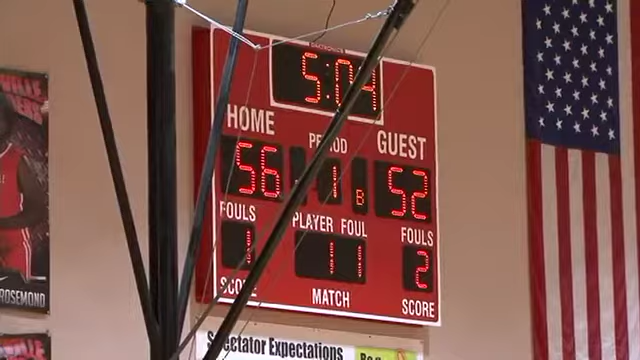 DAKTRONICS
5:04
HOME
PERIOD
GUEST
56
1
B
52
FOULS
PLAYER FOUL
FOULS
1
11
2
SCORE
MATCH
SCORE
Spectator Expectations
ROSEMOND